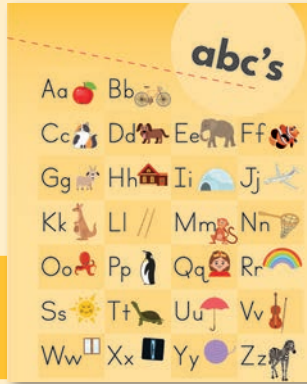 abc's
Aa Bb
Cc Dd Ee Ff
Gg Hh Ii Jj
Kk Ll Mm Nn
Oo Pp Qq Rr
Ss Tt Uu Vv
Ww Xx Yy Zz